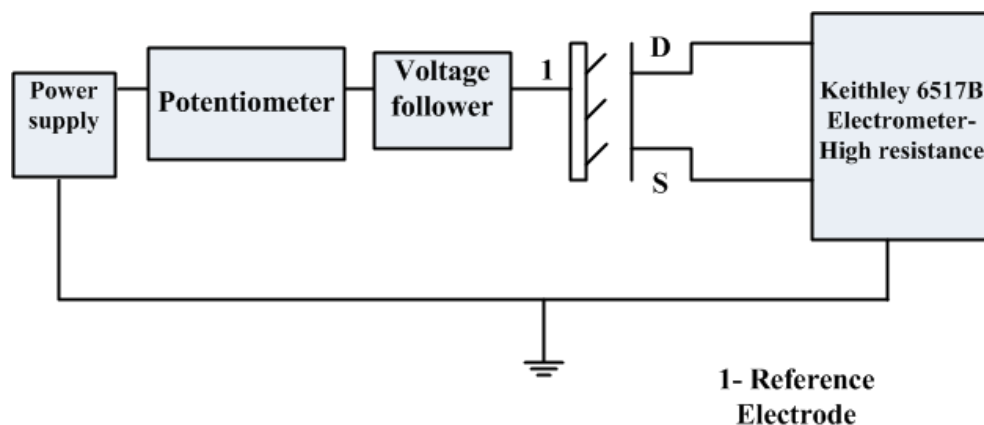 Power
supply
Potentiometer
Voltage
follower
1
D
S
Keithley 6517B
Electrometer-
High resistance
1- Reference
Electrode